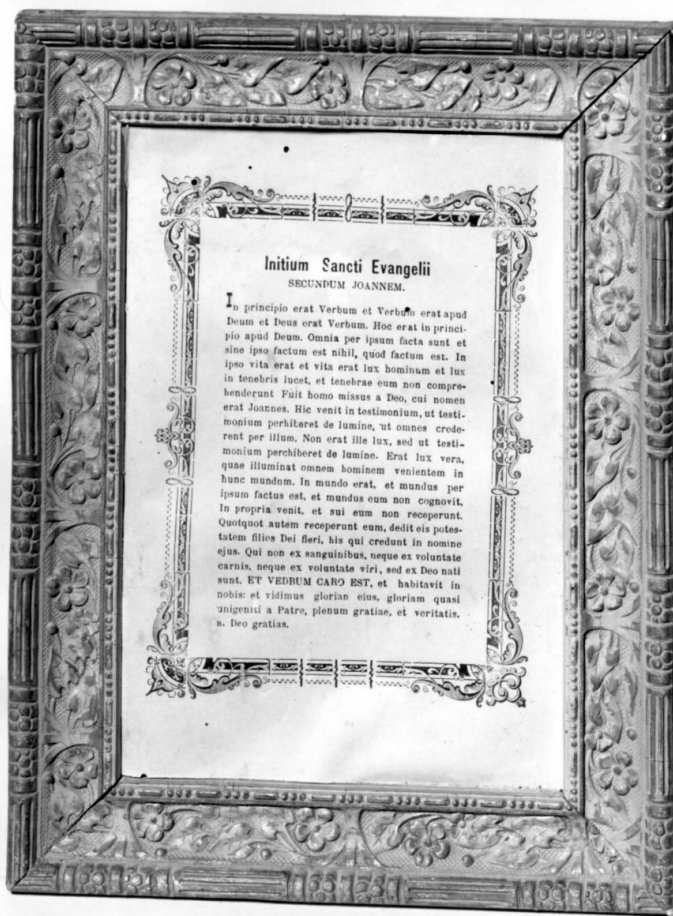 Initium Sancti Evangelii
SECUNDUM JOANNEM.
In principio erat Verbum et Verbum erat apud
Deum et Deus erat Verbum. Hoc erat in princi-
pio apud Deum. Omnia per ipsum facta sunt et
sine ipso factum est nihil, quod factum est. In
ipso vita erat et vita erat lux hominum et lux
in tenebris lucet, et tenebrae eum non compre-
henderunt Fuit homo missus a Deo, cui nomen
erat Joannes. Hic venit in testimonium, ut testi-
monium perhiberet de lumine, ut omnes crede-
rent per illum. Non erat ille lux, sed ut testi-
monium perchiberet de lumine. Erat lux vera,
quae illuminat omnem hominem venientem in
hunc mundum. In mundo erat, et mundus per
ipsum factus est, et mundus eum non cognovit.
In propria venit, et sui eum non receperunt.
Quotquot autem receperunt eum, dedit eis potes-
tatem filios Dei fleri, his qui credunt in nomine
ejus. Qui non ex sanguinibus, neque ex voluntate
carnis, neque ex voluntate viri, sed ex Deo nati
sunt. ET VEDBUM CARO EST, et habitavit in
nobis: et vidimus glorian ejus, gloriam quasi
unigeniti a Patre, plenum gratiae, et veritatis.
R. Deo gratias.